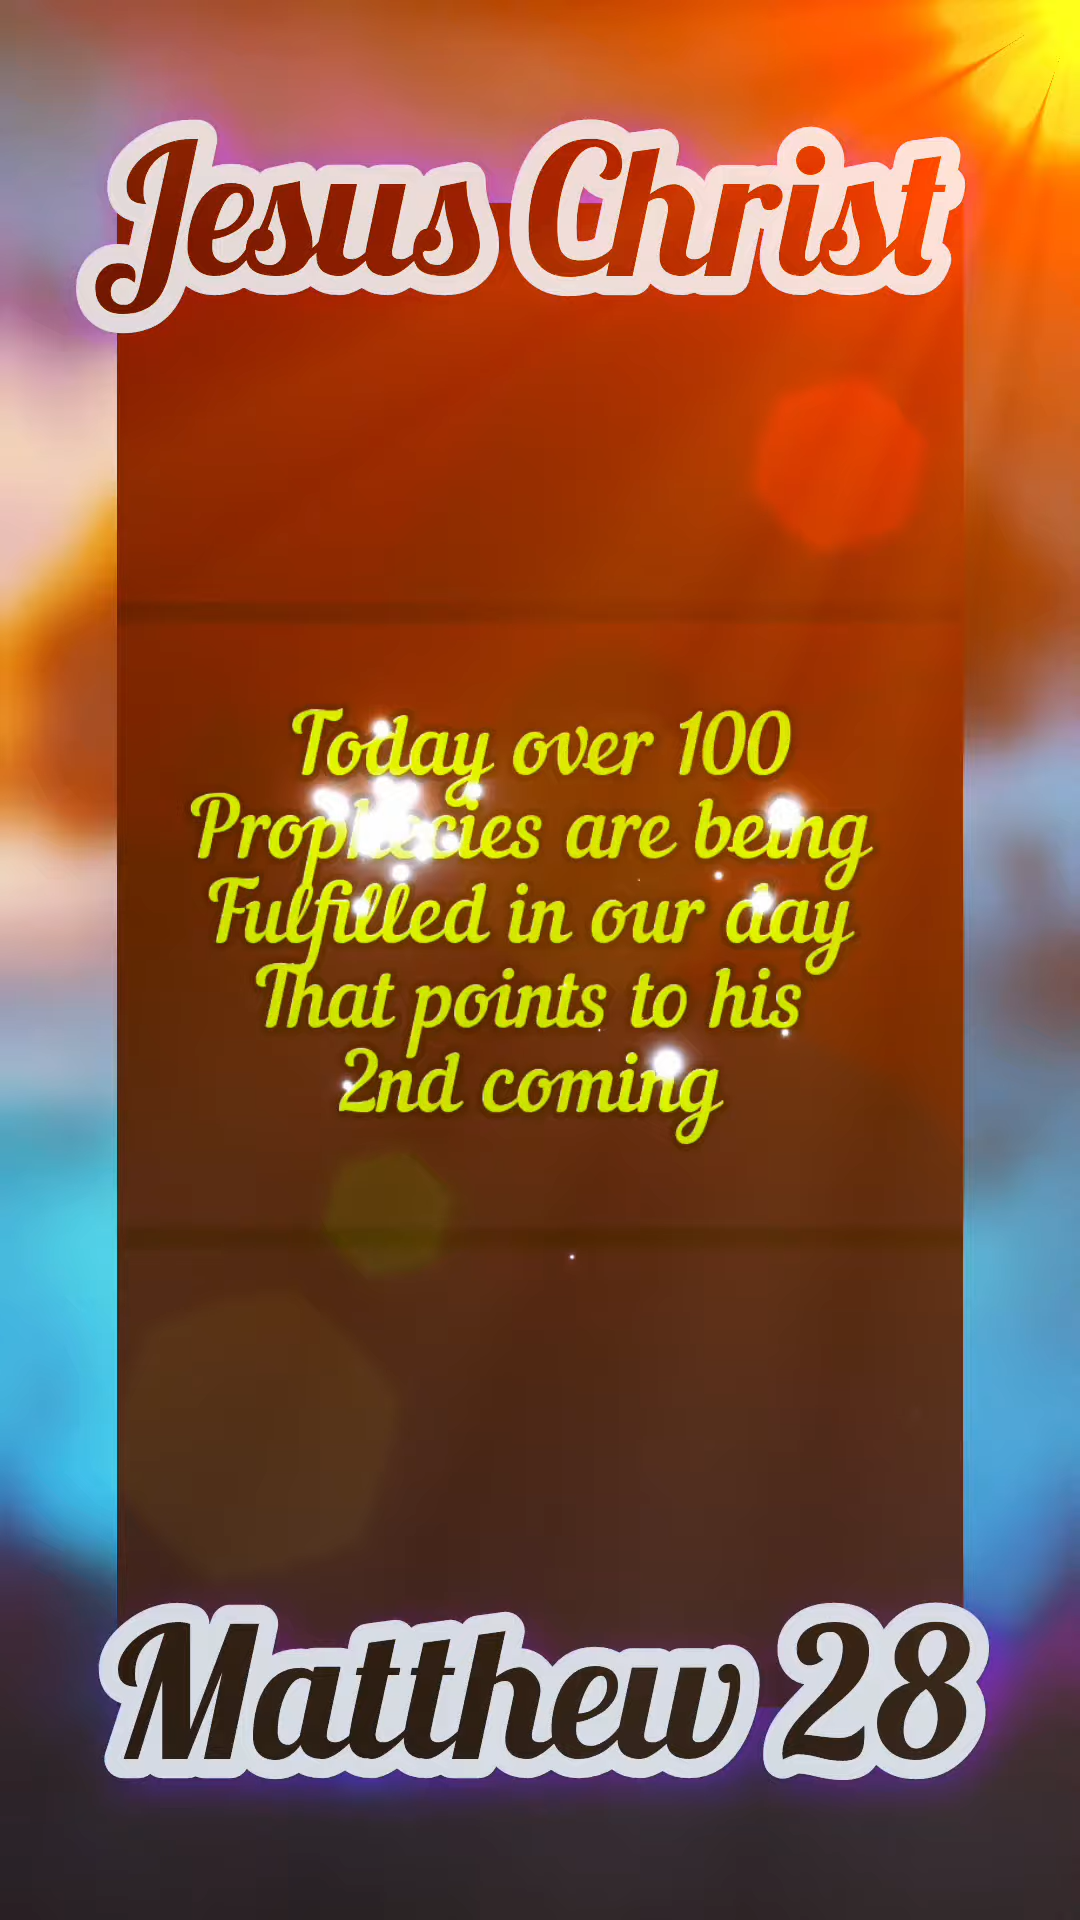 Jesus Christ
Today over 100
Prophecies are being
Fulfilled in our day
That points to his
2nd coming
Matthew 28